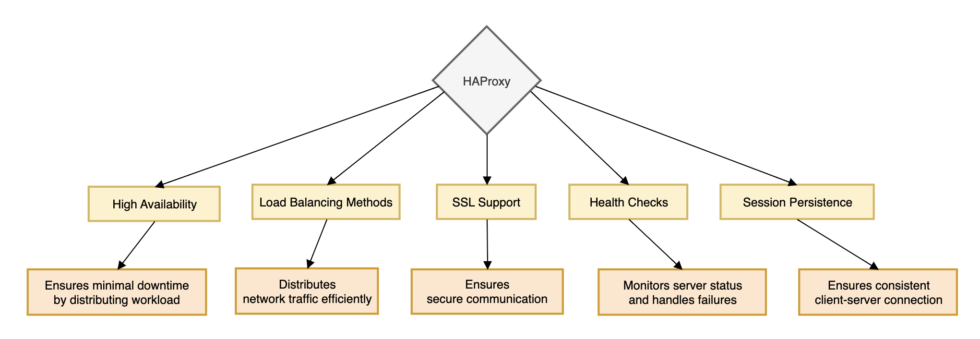 HAProxy
High Availability
Load Balancing Methods
SSL Support
Health Checks
Session Persistence
Ensures minimal downtime
by distributing workload
Distributes
network traffic efficiently
Ensures
secure communication
Monitors server status
and handles failures
Ensures consistent
client-server connection